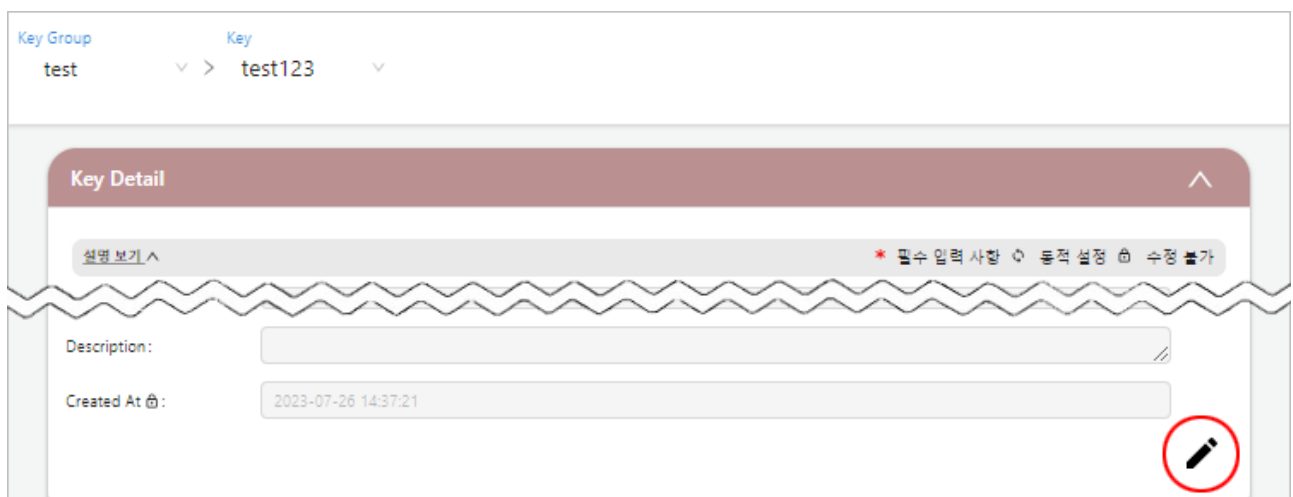 Key Group Key
test > test123
Key Detail
설명 보기 * 필수 입력 사항 동적 설정 수정 불가
Description :
Created At : 2023-07-26 14:37:21